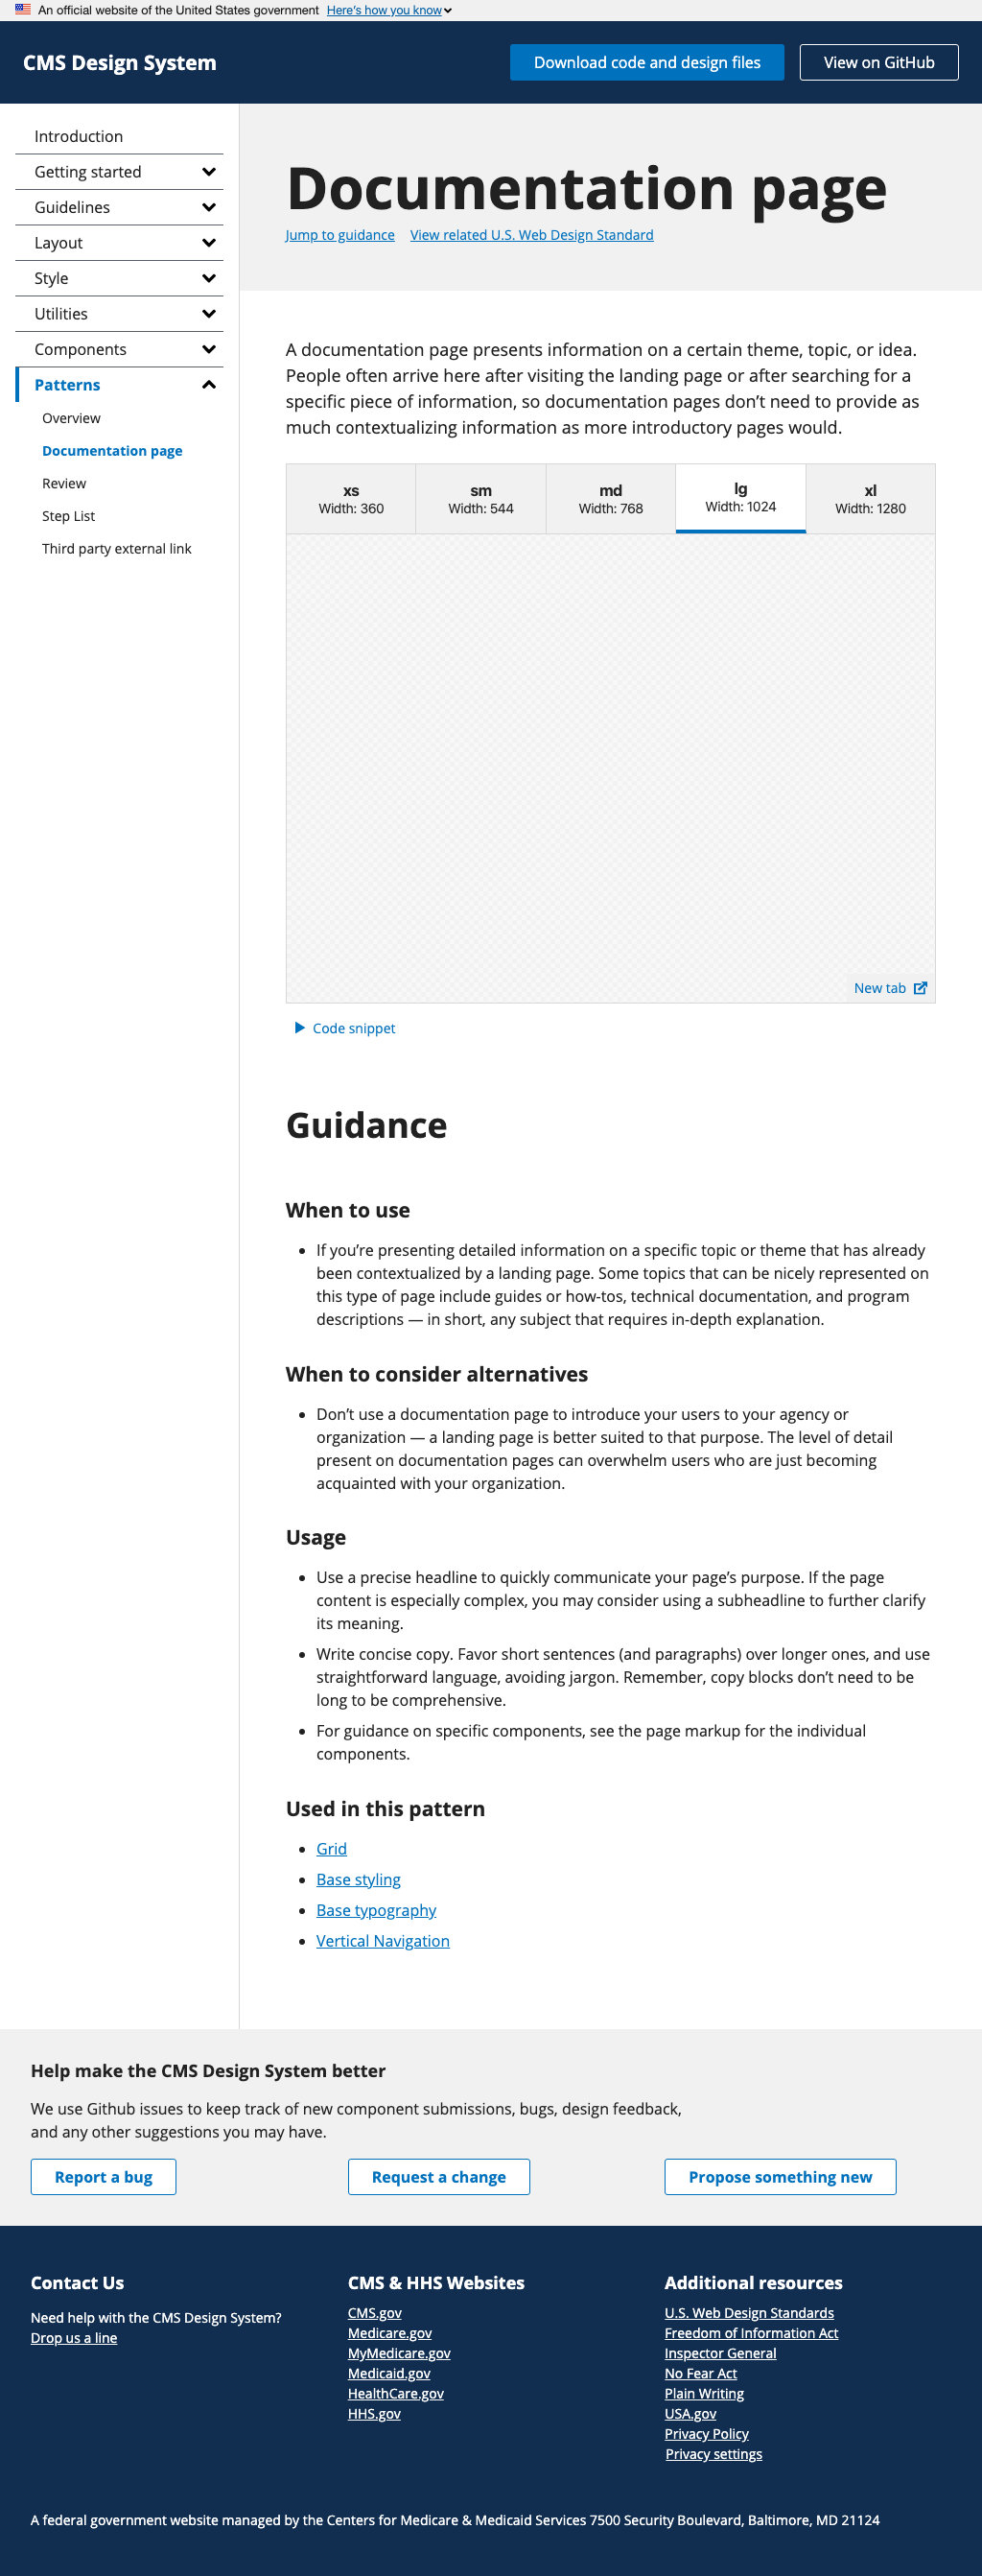 An official website of the United States government Here's how you know
CMS Design System
Download code and design files
View on GitHub
Introduction
Getting started
Guidelines
Layout
Style
Utilities
Components
Patterns
Overview
Documentation page
Review
Step List
Third party external link
Documentation page
Jump to guidance View related U.S. Web Design Standard
A documentation page presents information on a certain theme, topic, or idea.
People often arrive here after visiting the landing page or after searching for a
specific piece of information, so documentation pages don’t need to provide as
much contextualizing information as more introductory pages would.
xs
Width: 360
sm
Width: 544
md
Width: 768
lg
Width: 1024
xl
Width: 1280
New tab
Code snippet
Guidance
When to use
If you’re presenting detailed information on a specific topic or theme that has already
been contextualized by a landing page. Some topics that can be nicely represented on
this type of page include guides or how-tos, technical documentation, and program
descriptions — in short, any subject that requires in-depth explanation.
When to consider alternatives
Don’t use a documentation page to introduce your users to your agency or
organization — a landing page is better suited to that purpose. The level of detail
present on documentation pages can overwhelm users who are just becoming
acquainted with your organization.
Usage
Use a precise headline to quickly communicate your page’s purpose. If the page
content is especially complex, you may consider using a subheadline to further clarify
its meaning.
Write concise copy. Favor short sentences (and paragraphs) over longer ones, and use
straightforward language, avoiding jargon. Remember, copy blocks don’t need to be
long to be comprehensive.
For guidance on specific components, see the page markup for the individual
components.
Used in this pattern
Grid
Base styling
Base typography
Vertical Navigation
Help make the CMS Design System better
We use Github issues to keep track of new component submissions, bugs, design feedback,
and any other suggestions you may have.
Report a bug
Request a change
Propose something new
Contact Us
Need help with the CMS Design System?
Drop us a line
CMS & HHS Websites
CMS.gov
Medicare.gov
MyMedicare.gov
Medicaid.gov
HealthCare.gov
HHS.gov
Additional resources
U.S. Web Design Standards
Freedom of Information Act
Inspector General
No Fear Act
Plain Writing
USA.gov
Privacy Policy
Privacy settings
A federal government website managed by the Centers for Medicare & Medicaid Services 7500 Security Boulevard, Baltimore, MD 21124